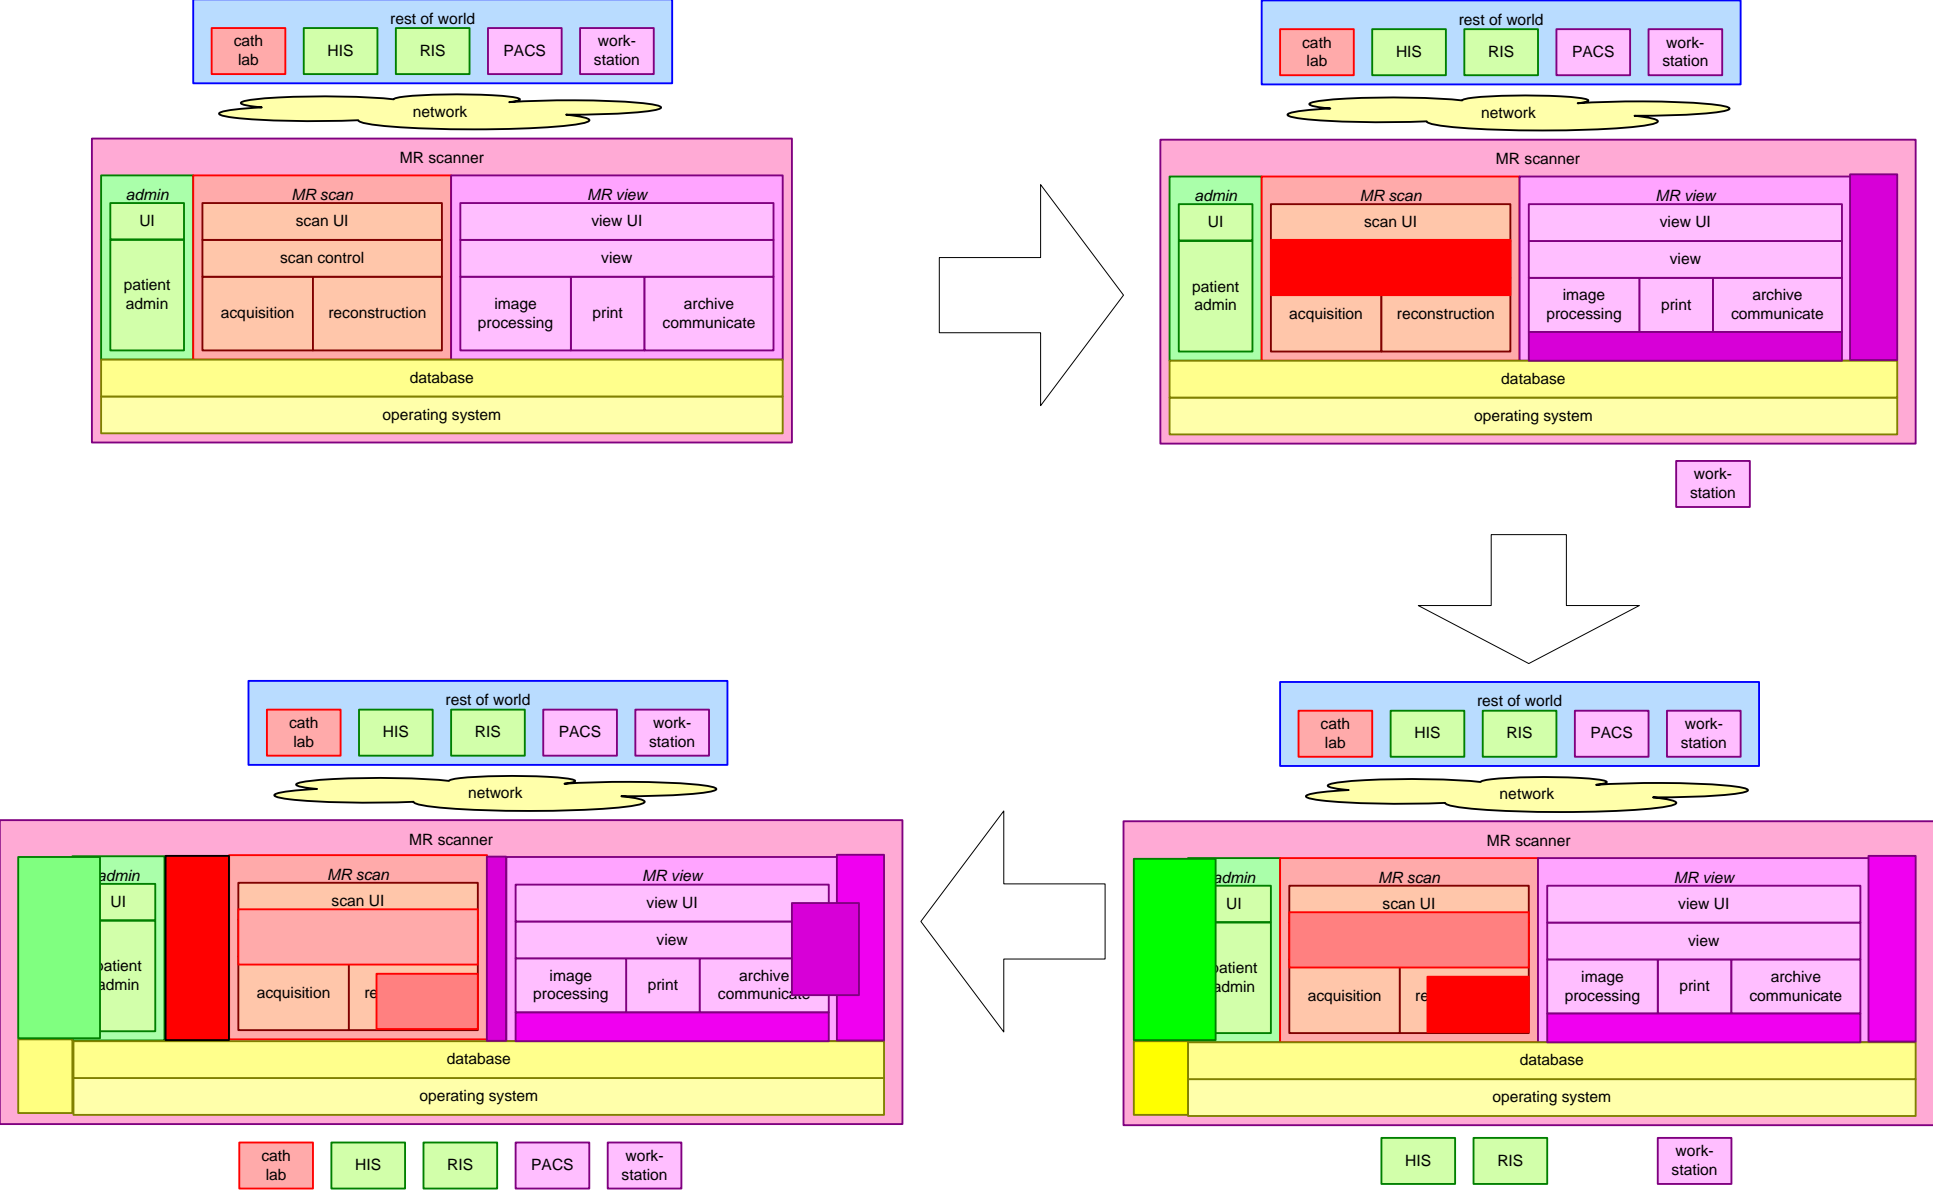 rest of world
cath
lab
HIS
RIS
PACS
work-
station
network
MR scanner
admin
MR scan
MR view
UI
scan UI
view UI
scan control
view
patient
admin
acquisition
reconstruction
image
processing
print
archive
communicate
database
operating system
rest of world
cath
lab
HIS
RIS
PACS
work-
station
network
MR scanner
admin
MR scan
MR view
UI
scan UI
view UI
view
patient
admin
acquisition
reconstruction
image
processing
print
archive
communicate
database
operating system
work-
station
rest of world
cath
lab
HIS
RIS
PACS
work-
station
network
MR scanner
admin
MR scan
MR view
UI
scan UI
view UI
view
patient
admin
acquisition
re
image
processing
print
archive
communicate
database
operating system
cath
lab
HIS
RIS
PACS
work-
station
rest of world
cath
lab
HIS
RIS
PACS
work-
station
network
MR scanner
admin
MR scan
MR view
UI
scan UI
view UI
view
patient
admin
acquisition
re
image
processing
print
archive
communicate
database
operating system
HIS
RIS
work-
station